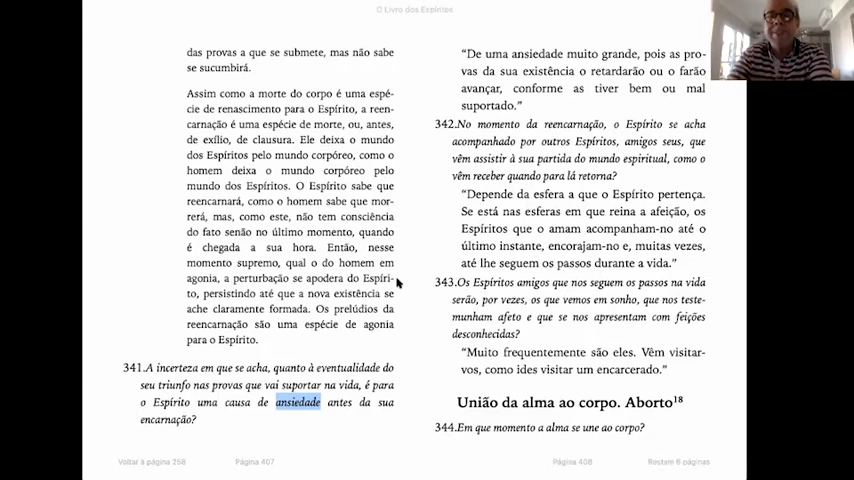 O Livro dos Espíritos
das provas a que se submete, mas não sabe
se sucumbirá.
Assim como a morte do corpo é uma espé-
cie de renascimento para o Espírito, a reen-
carnação é uma espécie de morte, ou, antes,
de exílio, de clausura. Ele deixa o mundo
dos Espíritos pelo mundo corpóreo, como o
homem deixa o mundo corpóreo pelo
mundo dos Espíritos. O Espírito sabe que
reencarnará, como o homem sabe que mor-
rerá, mas, como este, não tem consciência
do fato senão no último momento, quando
é chegada a sua hora. Então, nesse
momento supremo, qual o do homem em
agonia, a perturbação se apodera do Espíri-
to, persistindo até que a nova existência se
ache claramente formada. Os prelúdios da
reencarnação são uma espécie de agonia
para o Espírito.
341.A incerteza em que se acha, quanto à eventualidade do
seu triunfo nas provas que vai suportar na vida, é para
o Espírito uma causa de ansiedade antes da sua
encarnação?
Voltar à página 258
Página 407
“De uma ansiedade muito grande, pois as pro-
vas da sua existência o retardarão ou o farão
avançar, conforme as tiver bem ou mal
suportado.”
342.No momento da reencarnação, o Espírito se acha
acompanhado por outros Espíritos, amigos seus, que
vêm assistir à sua partida do mundo espiritual, como o
vêm receber quando para lá retorna?
“Depende da esfera a que o Espírito pertença.
Se está nas esferas em que reina a afeição, os
Espíritos que o amam acompanham-no até o
último instante, encorajam-no e, muitas vezes,
até lhe seguem os passos durante a vida.”
343.Os Espíritos amigos que nos seguem os passos na vida
serão, por vezes, os que vemos em sonho, que nos teste-
munham afeto e que se nos apresentam com feições
desconhecidas?
“Muito frequentemente são eles. Vêm visitar-
vos, como ides visitar um encarcerado.”
União da alma ao corpo. Aborto¹⁸
344.Em que momento a alma se une ao corpo?
Página 408
Restam 6 páginas